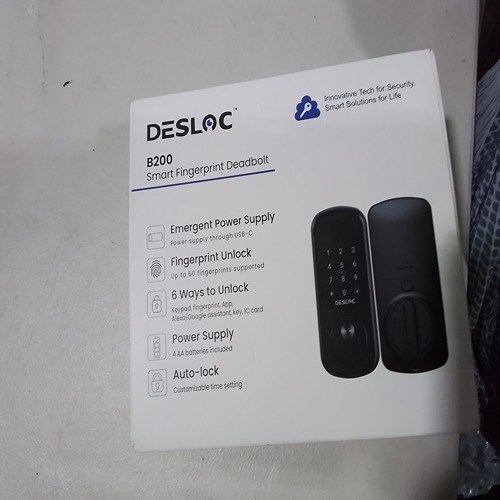 DESLOC™
Innovative Tech for Security,
Smart Solutions for Life
B200
Smart Fingerprint Deadbolt
Emergent Power Supply
Power supply through USB-C
Fingerprint Unlock
Up to 50 fingerprints supported
6 Ways to Unlock
Keypad, fingerprint, App,
Alexa/Google assistant, key, IC card
Power Supply
4 AA batteries included
Auto-lock
Customizable time setting
1 2 3
4 5 6
7 8 9
* 0 #
DESLOC